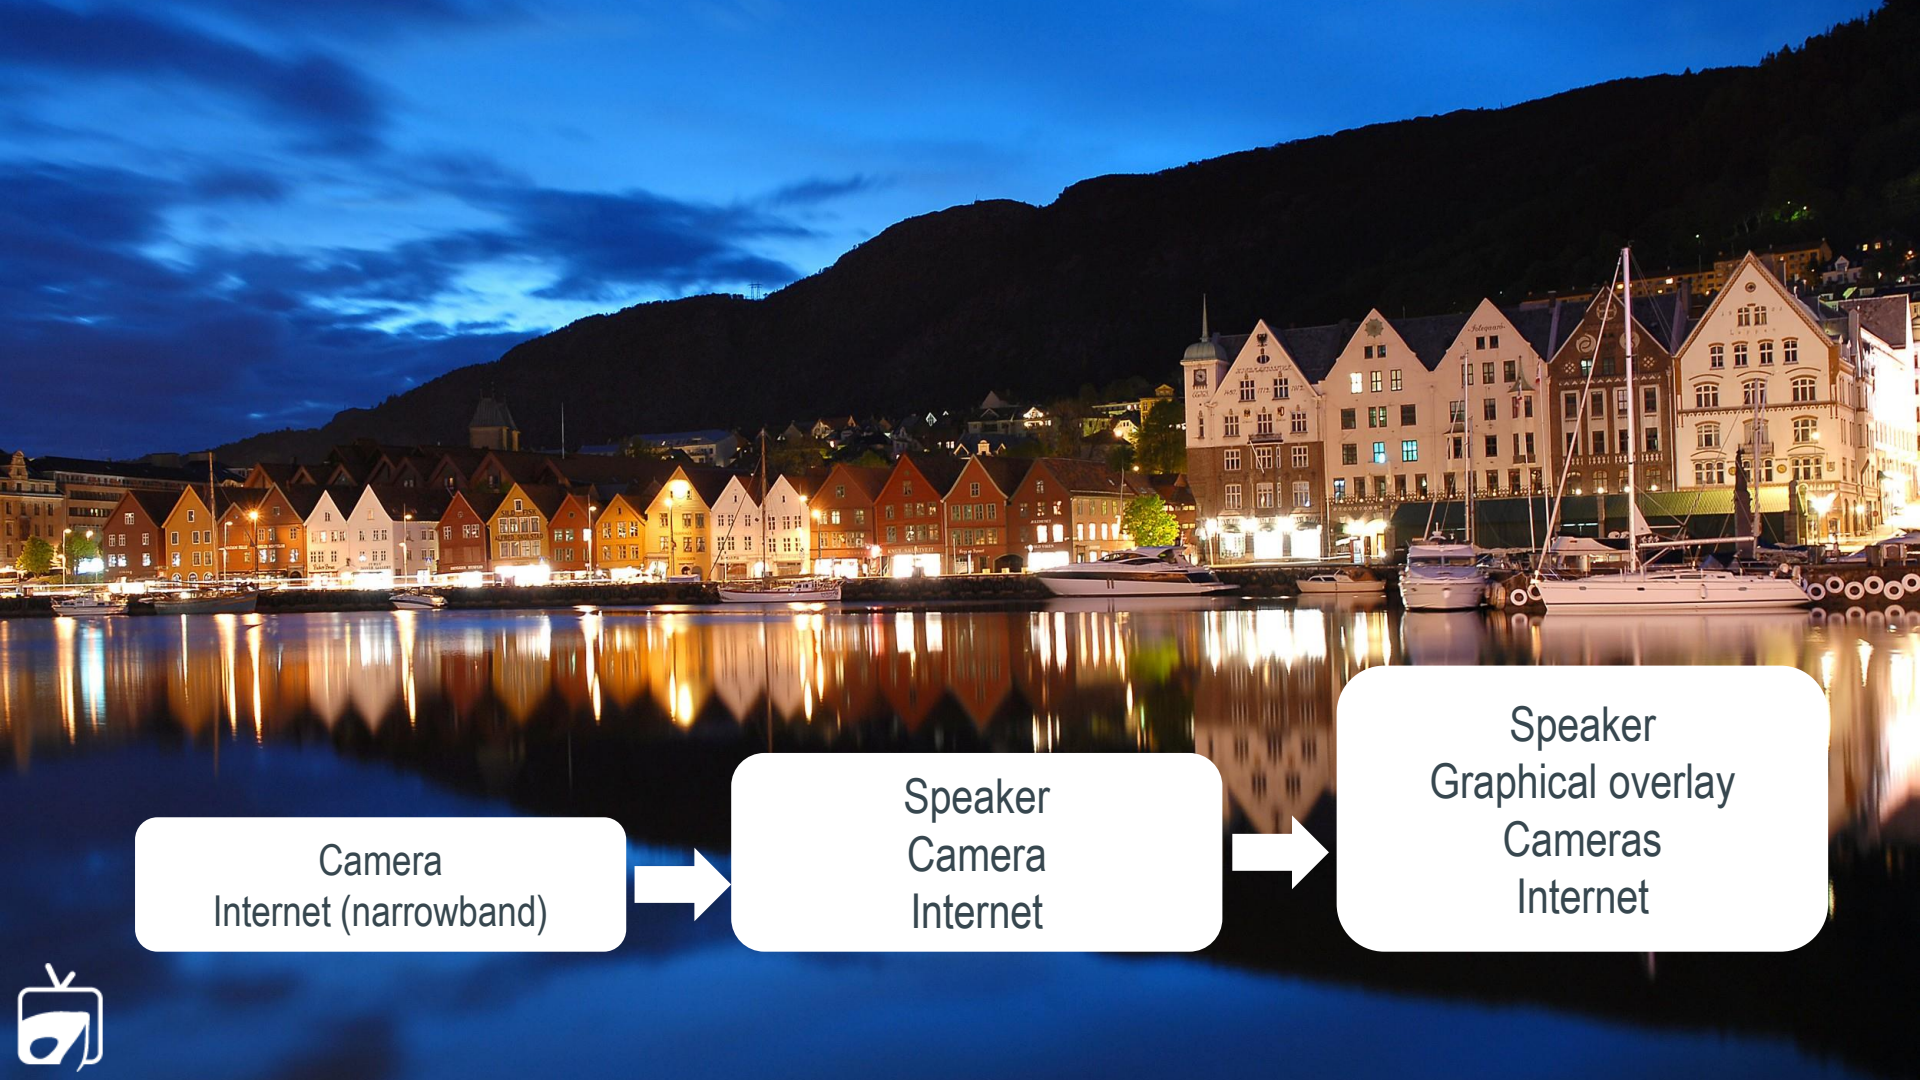 Camera
Internet (narrowband)
Speaker
Camera
Internet
Speaker
Graphical overlay
Cameras
Internet